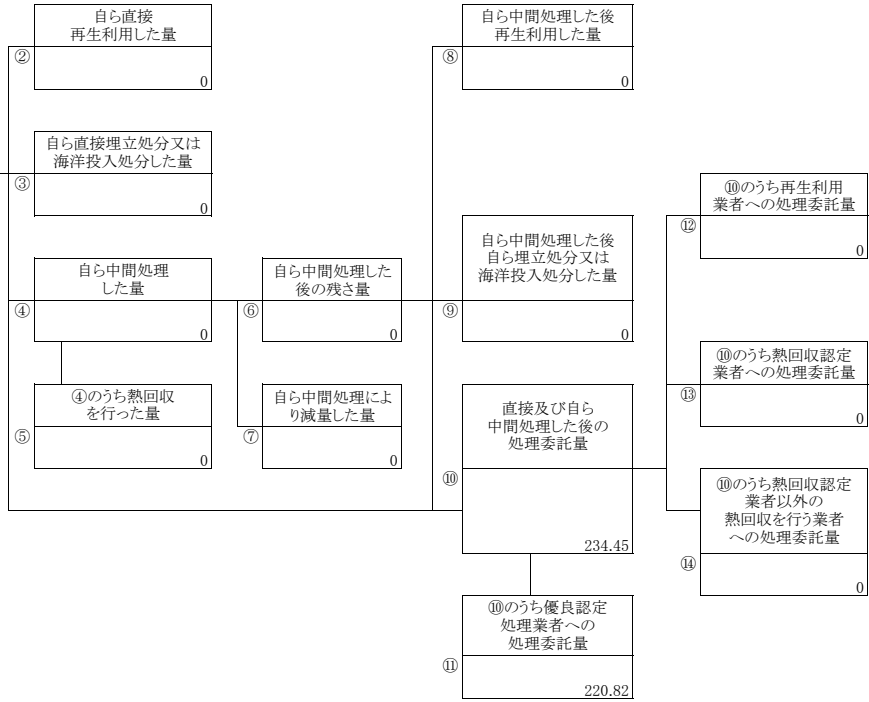 自ら直接
再生利用した量
②
0
自ら直接埋立処分又は
海洋投入処分した量
③
0
自ら中間処理
した量
④
0
④のうち熱回収
を行った量
⑤
0
自ら中間処理した
後の残さ量
⑥
0
自ら中間処理によ
り減量した量
⑦
0
自ら中間処理した後
再生利用した量
⑧
0
自ら中間処理した後
自ら埋立処分又は
海洋投入処分した量
⑨
0
直接及び自ら
中間処理した後の
処理委託量
⑩
234.45
⑩のうち優良認定
処理業者への
処理委託量
⑪
220.82
⑩のうち再生利用
業者への処理委託量
⑫
0
⑩のうち熱回収認定
業者への処理委託量
⑬
0
⑩のうち熱回収認定
業者以外の
熱回収を行う業者
への処理委託量
⑭
0